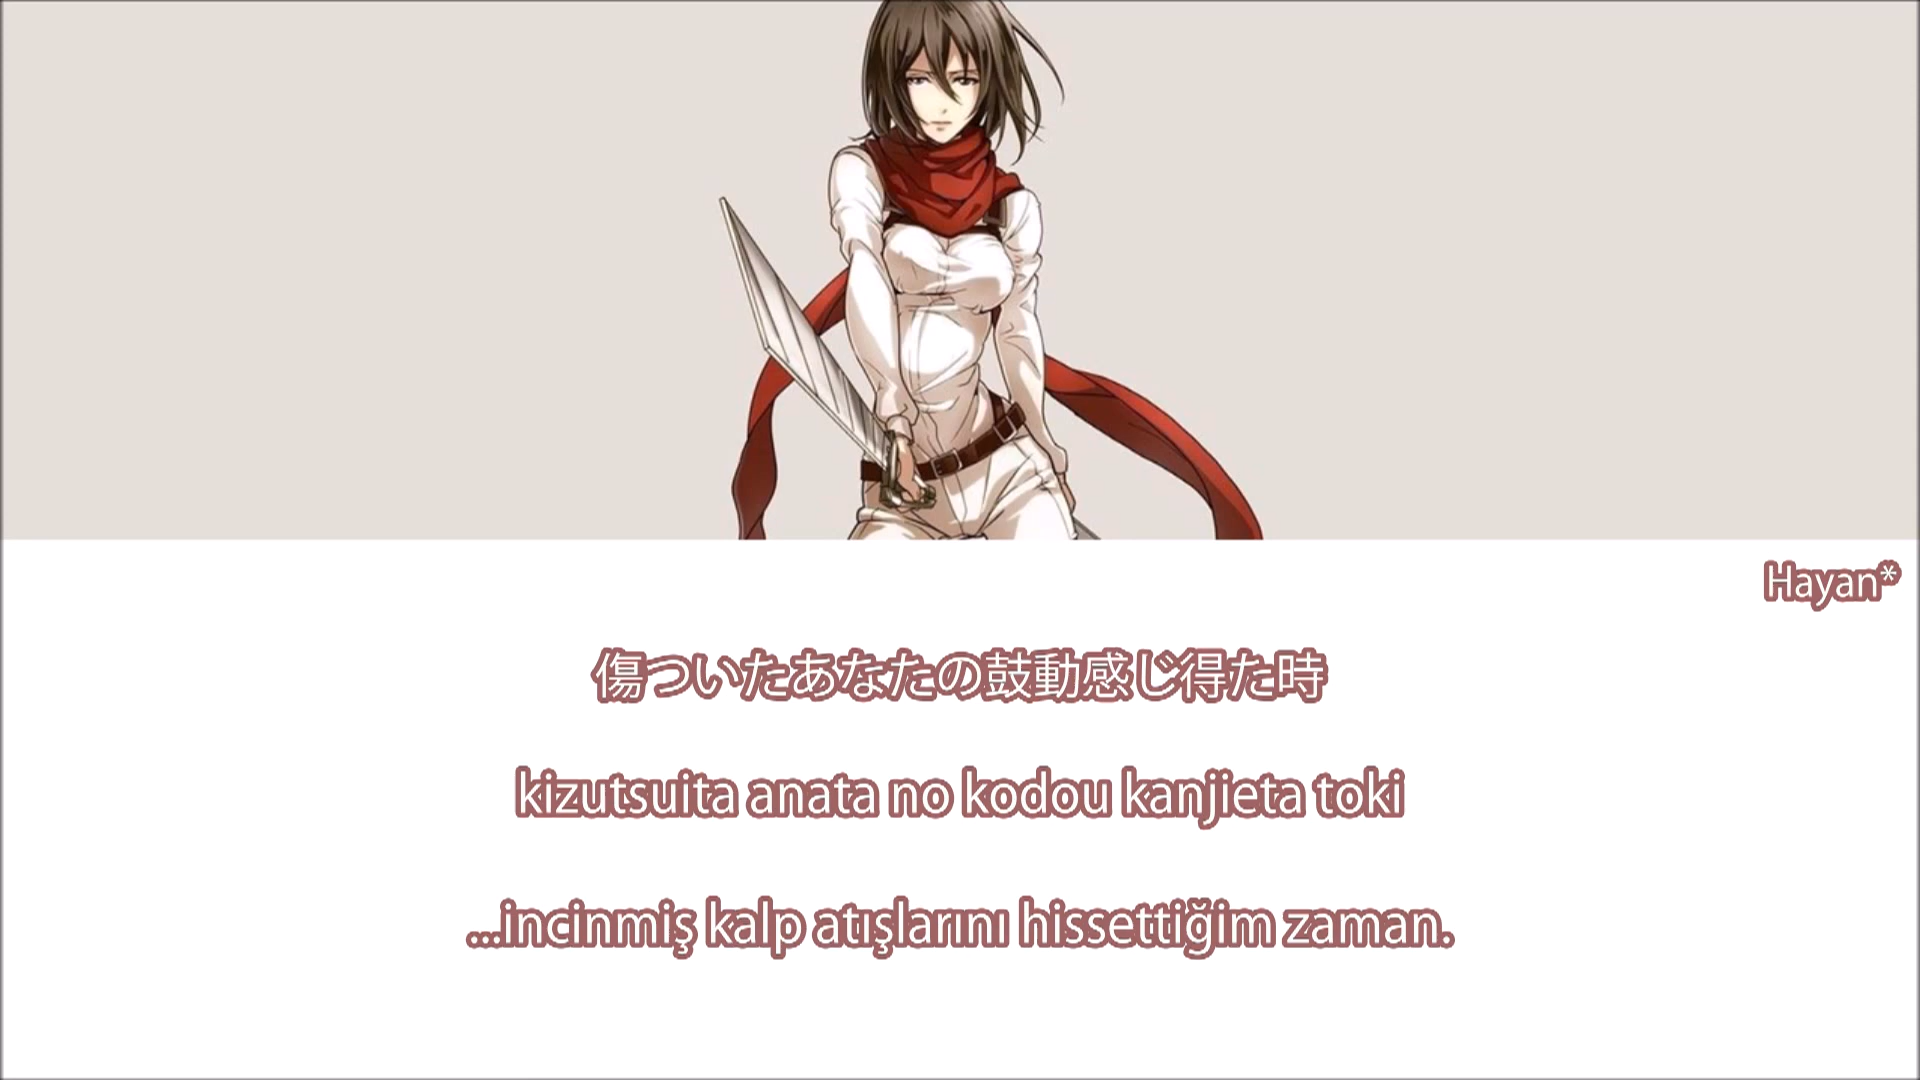 Hayan*
傷ついたあなたの鼓動感じ得た時
kizutsuita anata no kodou kanjieta toki
...incinmiş kalp atışlarını hissettiğim zaman.